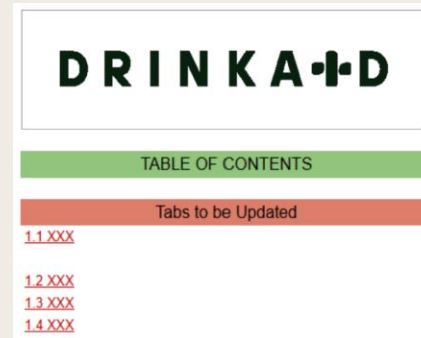 DRINKAID
TABLE OF CONTENTS
Tabs to be Updated
1.1 XXX
1.2 XXX
1.3 XXX
1.4 XXX